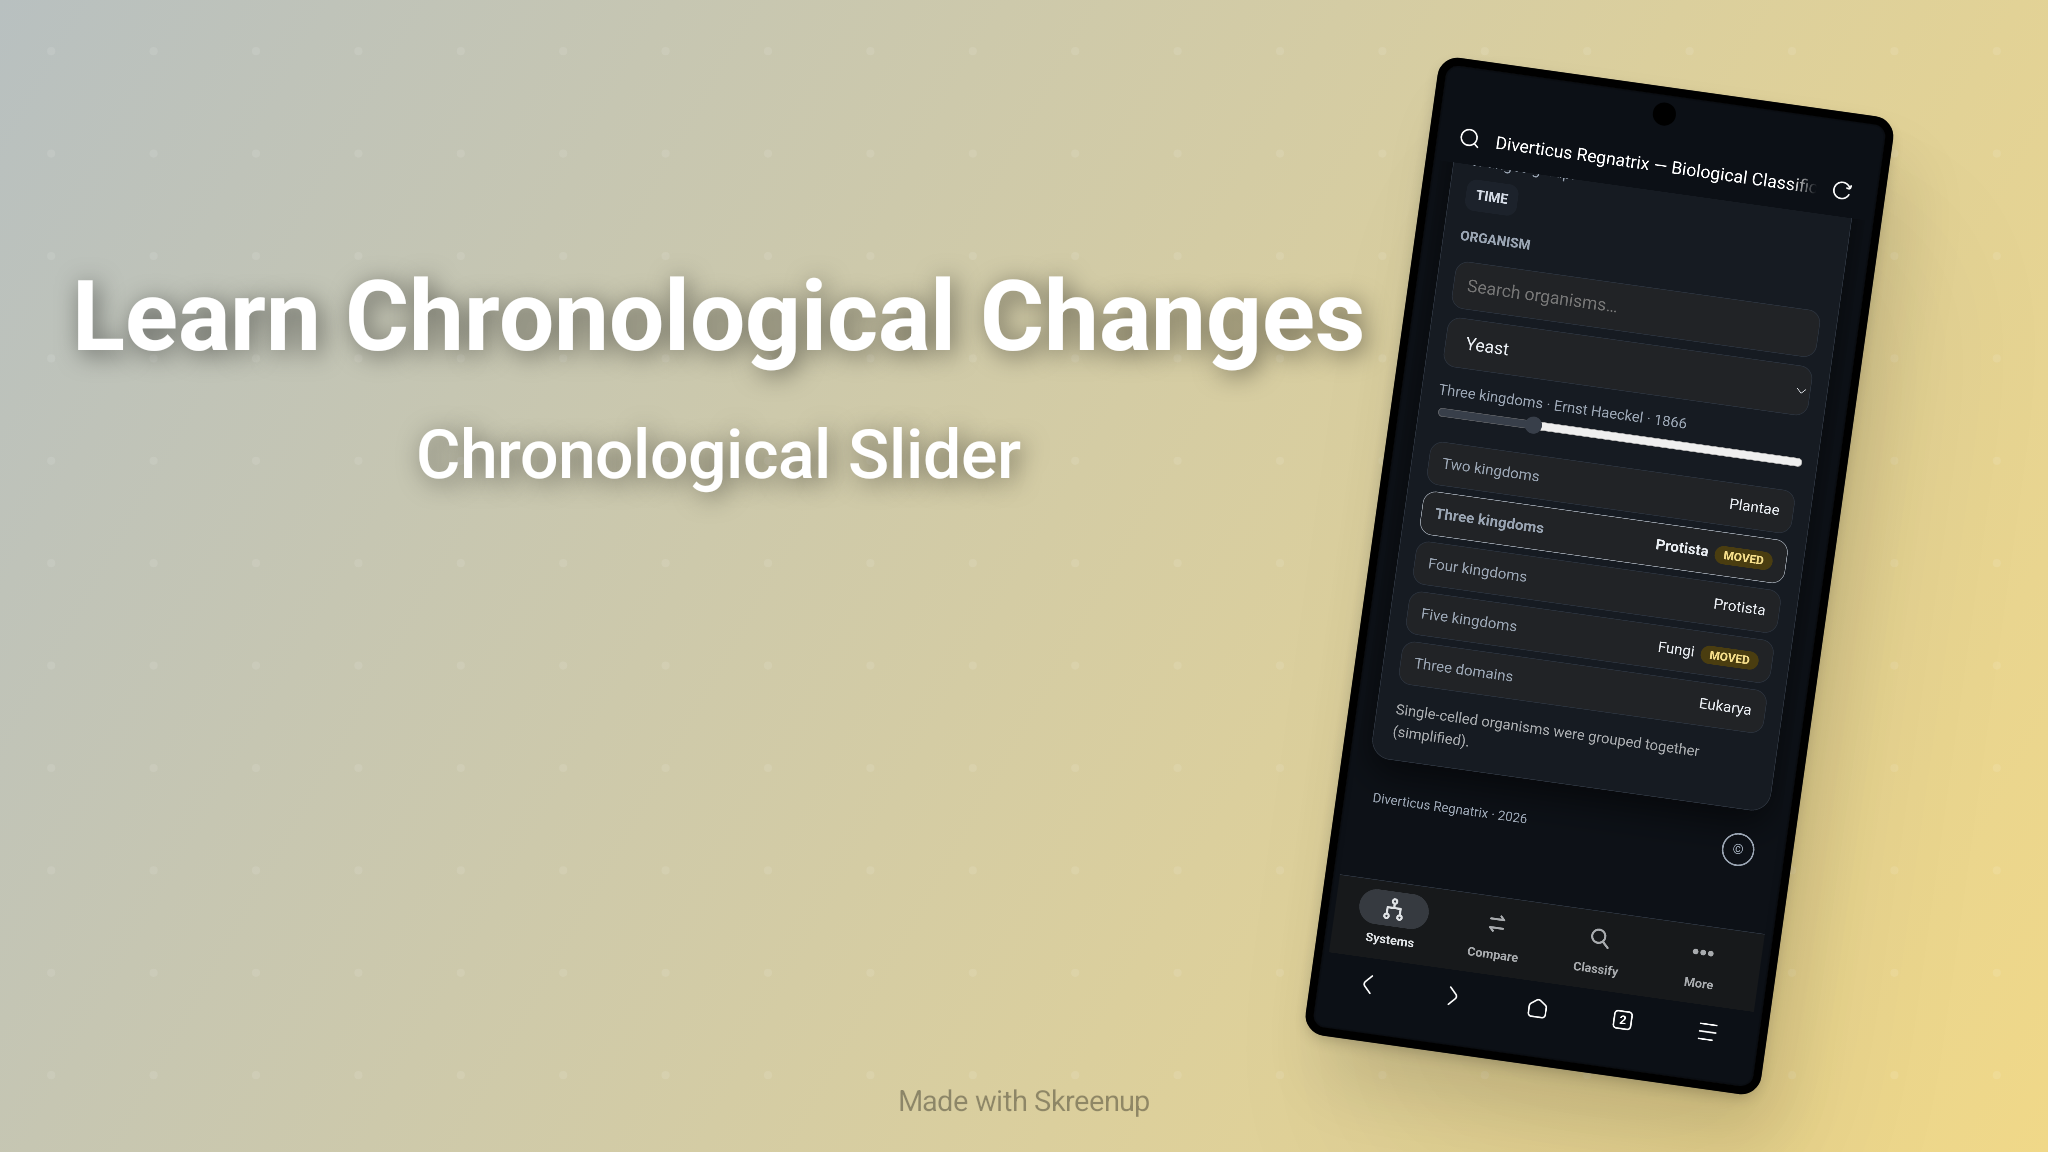 Learn Chronological Changes
Chronological Slider
Diverticus Regnatrix — Biological Classific
TIME
ORGANISM
Search organisms...
Yeast
Three kingdoms · Ernst Haeckel · 1866
Two kingdoms Plantae
Three kingdoms Protista MOVED
Four kingdoms Protista
Five kingdoms Fungi MOVED
Three domains Eukarya
Single-celled organisms were grouped together
(simplified).
Diverticus Regnatrix · 2026
©
Systems Compare Classify More
2
Made with Skreenup